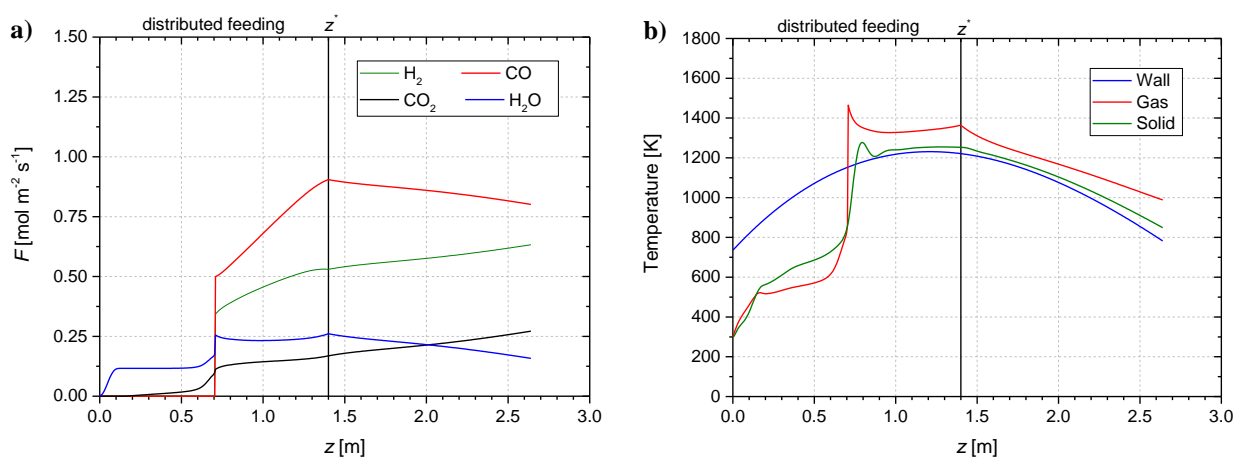 a)
distributed feeding z*
1.50
1.25
1.00
0.75
0.50
0.25
0.00
F [mol m⁻² s⁻¹]
H₂ CO
CO₂ H₂O
0.0 0.5 1.0 1.5 2.0 2.5 3.0
z [m]
b)
distributed feeding z*
1800
1600
1400
1200
1000
800
600
400
200
0
Temperature [K]
Wall
Gas
Solid
0.0 0.5 1.0 1.5 2.0 2.5 3.0
z [m]